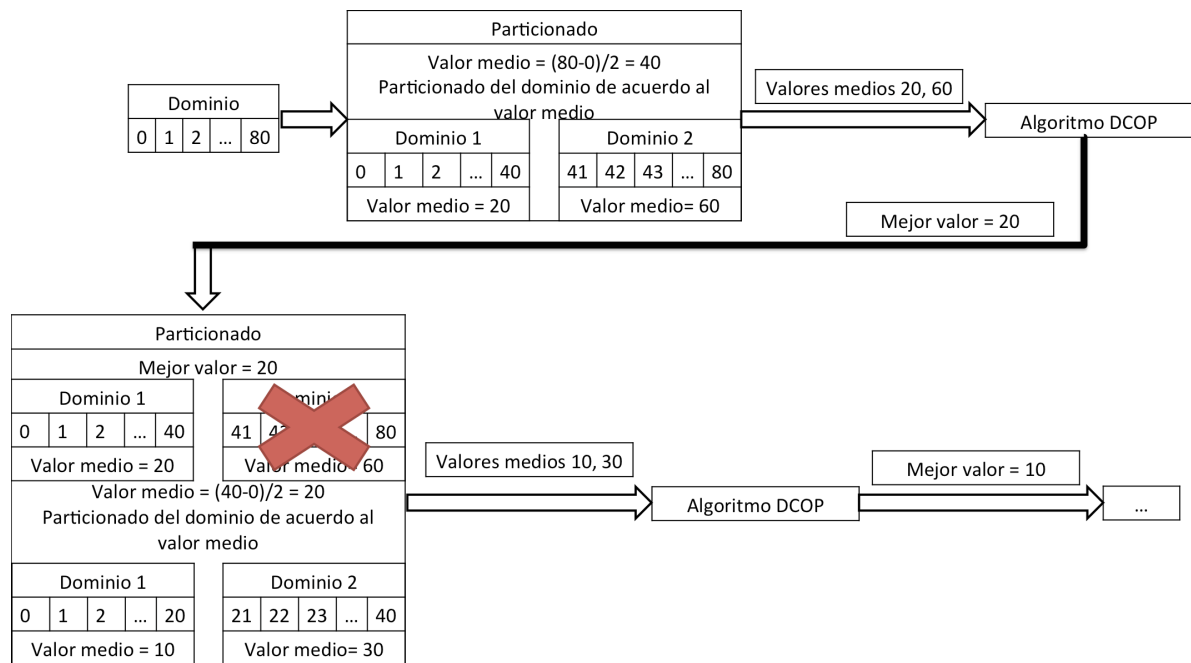 Particionado
Valor medio = (80-0)/2 = 40
Particionado del dominio de acuerdo al
valor medio
Dominio
0 1 2 ... 80
Dominio 1
0 1 2 ... 40
Valor medio = 20
Dominio 2
41 42 43 ... 80
Valor medio= 60
Valores medios 20, 60
Algoritmo DCOP
Mejor valor = 20
Particionado
Mejor valor = 20
Dominio 1
0 1 2 ... 40
Valor medio = 20
41 80
60
Valor medio = (40-0)/2 = 20
Particionado del dominio de acuerdo al
valor medio
Dominio 1
0 1 2 ... 20
Valor medio = 10
Dominio 2
21 22 23 ... 40
Valor medio= 30
Valores medios 10, 30
Algoritmo DCOP
Mejor valor = 10
...